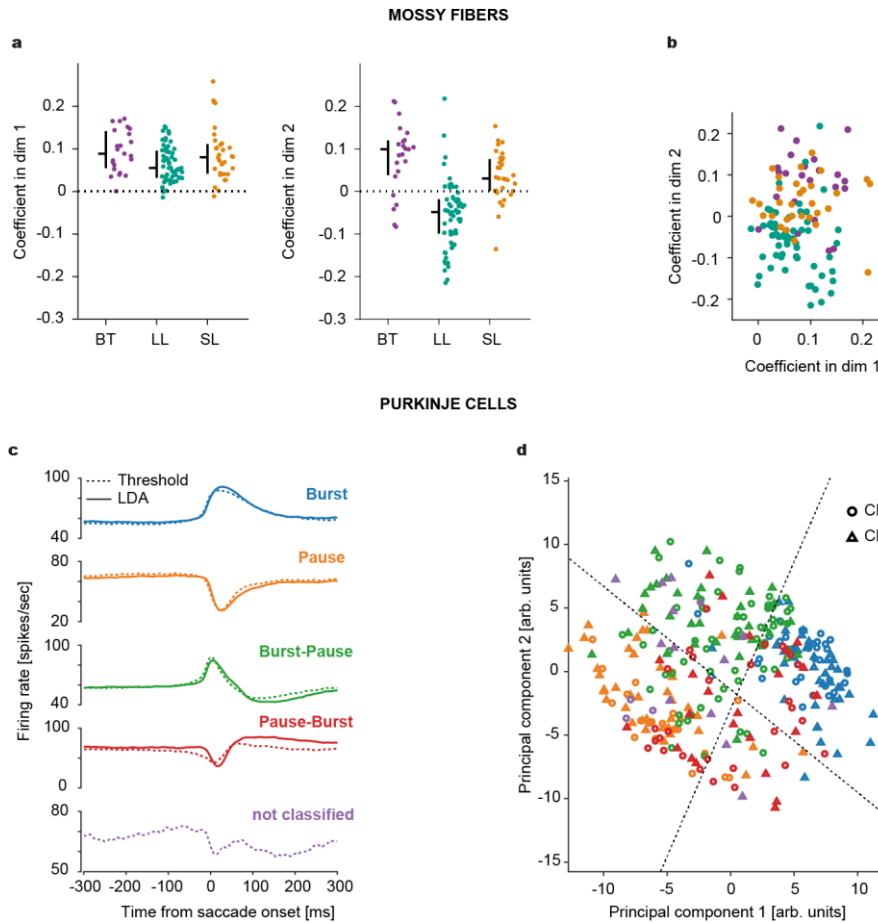 MOSSY FIBERS
a
Coefficient in dim 1
0.2
0.1
0
-0.1
-0.2
-0.3
BT LL SL
Coefficient in dim 2
0.2
0.1
0
-0.1
0.2
-0.3
BT LL SL
b
Coefficient in dim 2
0.2
0.1
0
-0.1
-0.2
0 0.1 0.2
Coefficient in dim 1
PURKINJE CELLS
c
Firing rate [spikes/sec]
Threshold
LDA
100
40
Burst
80
20
Pause
100
40
Burst-Pause
100
0
Pause-Burst
80
50
not classified
-300 -200 -100 0 100 200 300
Time from saccade onset [ms]
d
Principal component 2 [arb. units]
15
10
5
0
-5
-10
-15
-10 -5 0 5 10
Principal component 1 [arb. units]